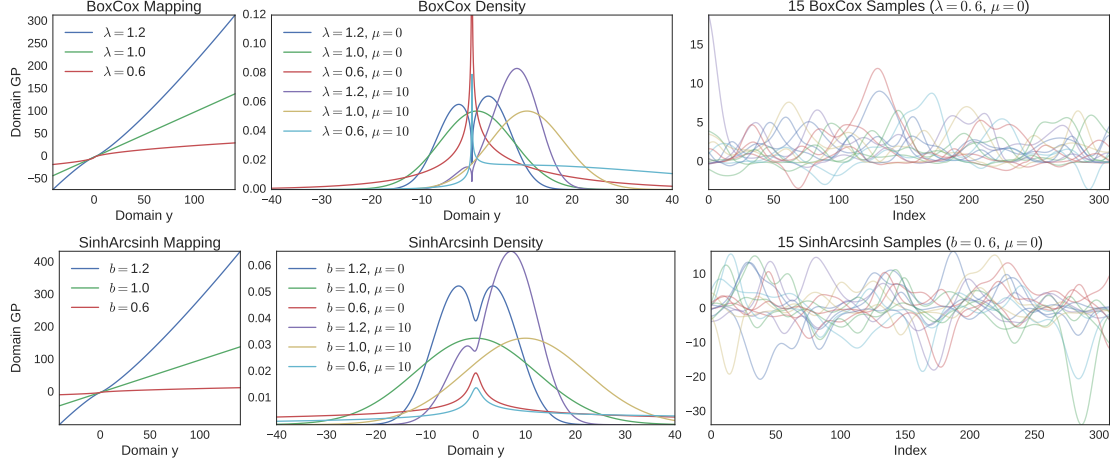 BoxCox Mapping
Domain GP
300
250
200
150
100
50
0
−50
λ = 1.2
λ = 1.0
λ = 0.6
0
50
100
Domain y
BoxCox Density
0.12
0.10
0.08
0.06
0.04
0.02
0.00
λ = 1.2, μ = 0
λ = 1.0, μ = 0
λ = 0.6, μ = 0
λ = 1.2, μ = 10
λ = 1.0, μ = 10
λ = 0.6, μ = 10
−40
−30
−20
−10
0
10
20
30
40
Domain y
15 BoxCox Samples (λ = 0.6, μ = 0)
15
10
5
0
0
50
100
150
200
250
300
Index
SinhArcsinh Mapping
Domain GP
400
300
200
100
0
b = 1.2
b = 1.0
b = 0.6
0
50
100
Domain y
SinhArcsinh Density
0.06
0.05
0.04
0.03
0.02
0.01
b = 1.2, μ = 0
b = 1.0, μ = 0
b = 0.6, μ = 0
b = 1.2, μ = 10
b = 1.0, μ = 10
b = 0.6, μ = 10
−40
−30
−20
−10
0
10
20
30
40
Domain y
15 SinhArcsinh Samples (b = 0.6, μ = 0)
10
0
−10
−20
−30
0
50
100
150
200
250
300
Index